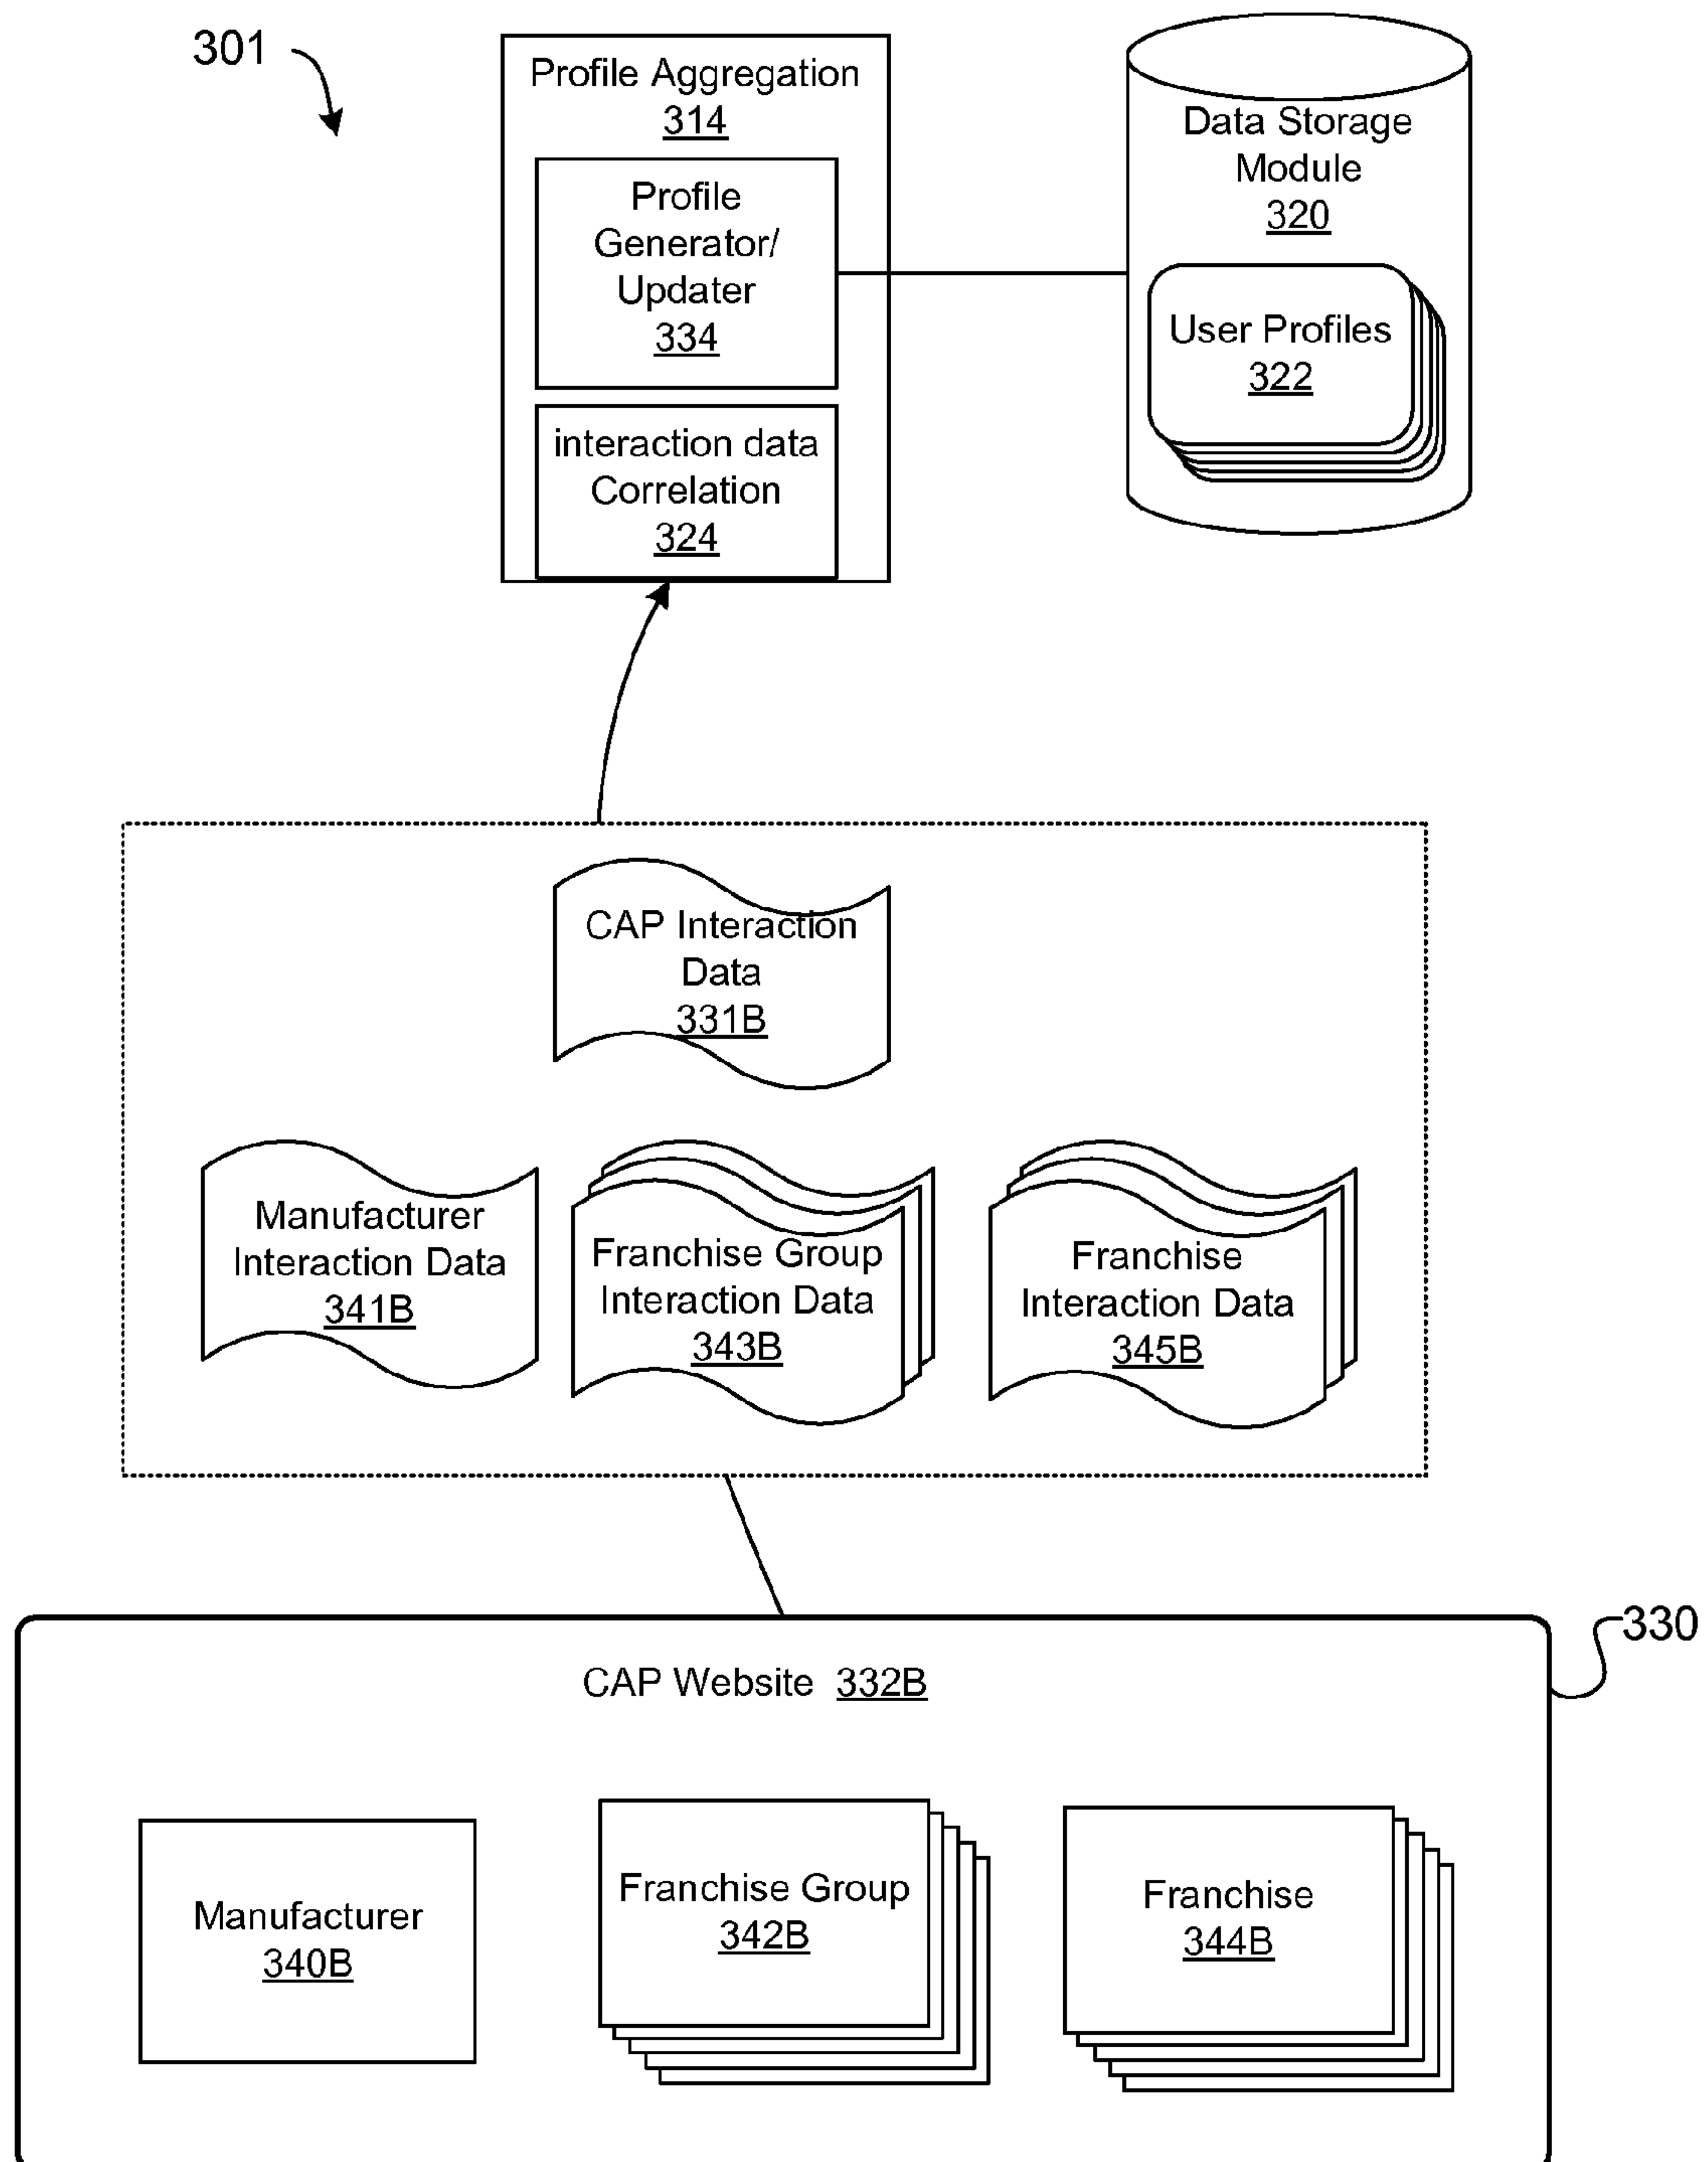 301
Profile Aggregation
314
Profile
Generator/
Updater
334
interaction data
Correlation
324
Data Storage
Module
320
User Profiles
322
CAP Interaction
Data
331B
Manufacturer
Interaction Data
341B
Franchise Group
Interaction Data
343B
Franchise
Interaction Data
345B
330
CAP Website 332B
Manufacturer
340B
Franchise Group
342B
Franchise
344B